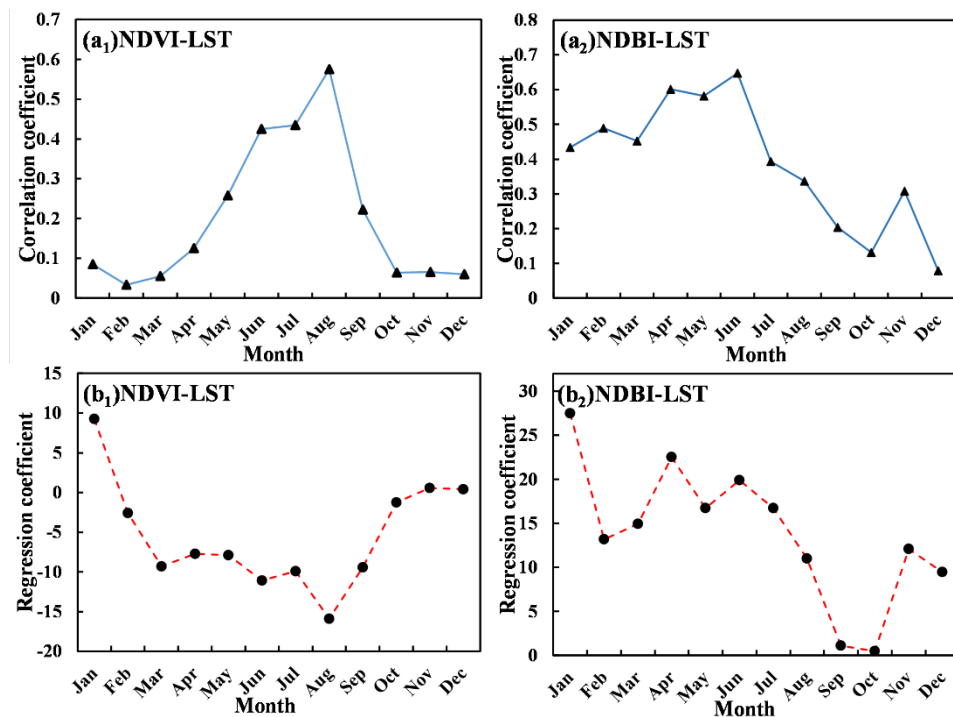 (a1)NDVI-LST
Correlation coefficient
0.7
0.6
0.5
0.4
0.3
0.2
0.1
0
Jan Feb Mar Apr May Jun Jul Aug Sep Oct Nov Dec
Month
(a2)NDBI-LST
Correlation coefficient
0.8
0.7
0.6
0.5
0.4
0.3
0.2
0.1
0
Jan Feb Mar Apr May Jun Jul Aug Sep Oct Nov Dec
Month
(b1)NDVI-LST
Regression coefficient
15
10
5
0
-5
-10
-15
-20
Jan Feb Mar Apr May Jun Jul Aug Sep Oct Nov Dec
Month
(b2)NDBI-LST
Regression coefficient
30
25
20
15
10
5
0
Jan Feb Mar Apr May Jun Jul Aug Sep Oct Nov Dec
Month